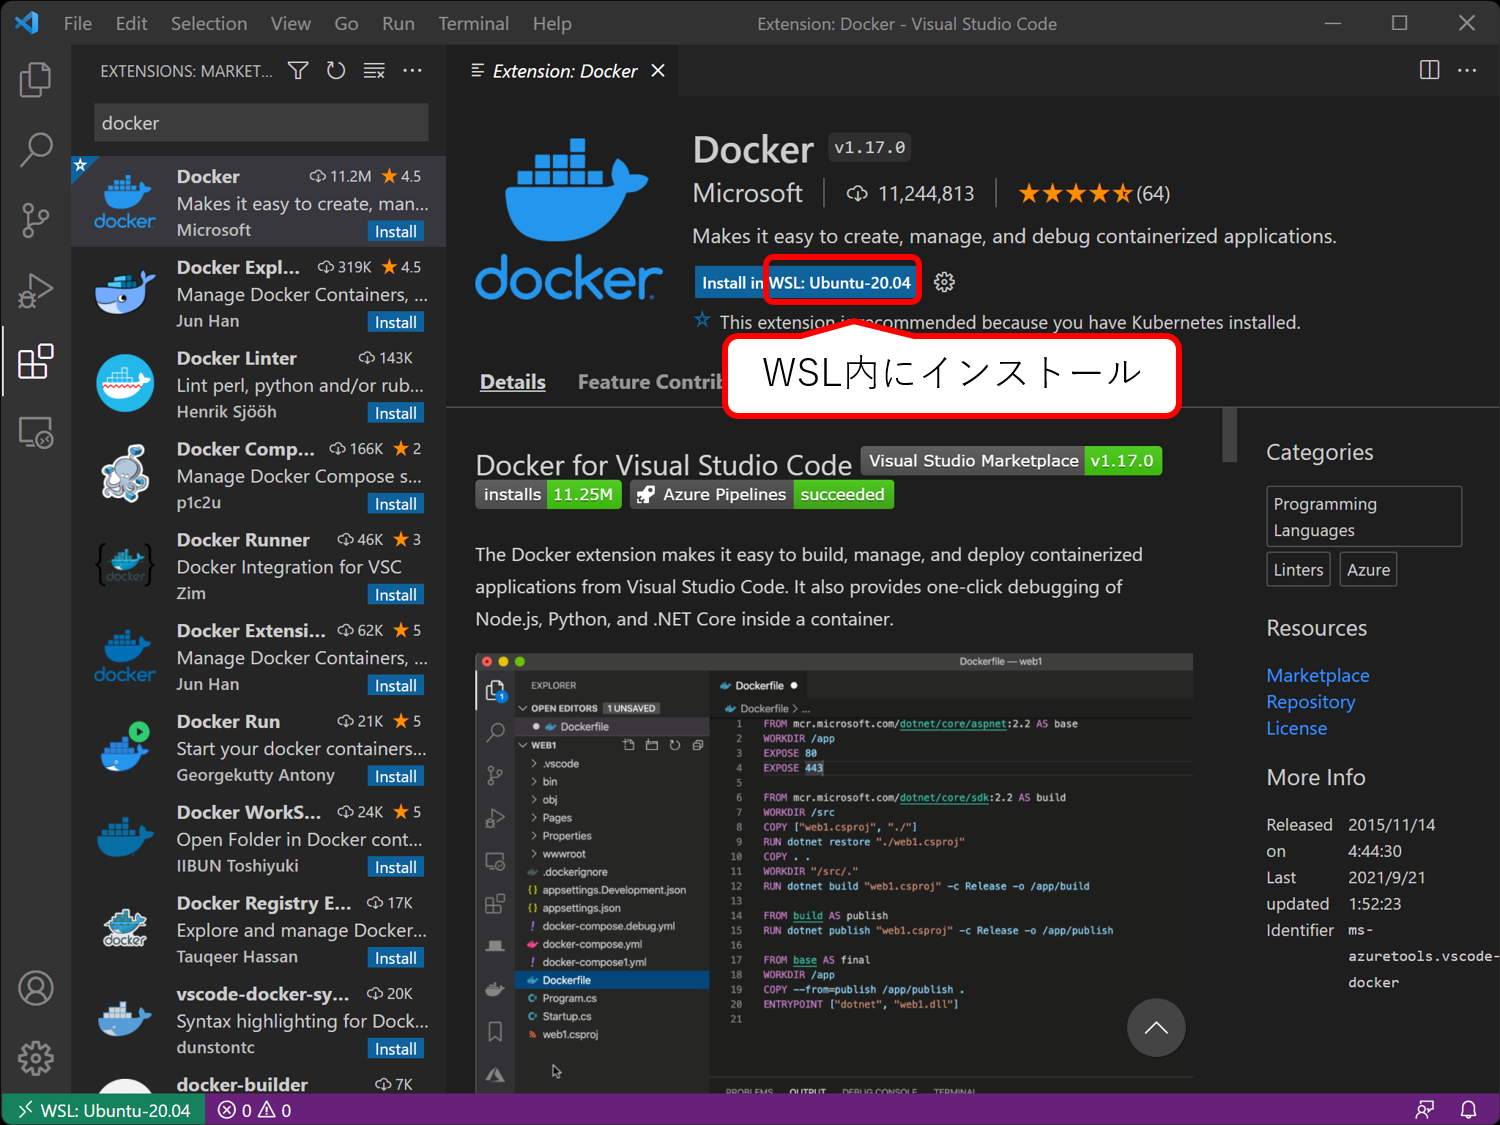 File Edit Selection View Go Run Terminal Help
Extension: Docker - Visual Studio Code
EXTENSIONS: MARKET...
docker
Docker 11.2M 4.5
Makes it easy to create, man...
Microsoft Install
docker
Docker Expl... 319K 4.5
Manage Docker Containers, ...
Jun Han Install
Docker Linter 143K
Lint perl, python and/or rub...
Henrik Sjööh Install
Docker Comp... 166K 2
Manage Docker Compose s...
p1c2u Install
Docker Runner 46K 3
Docker Integration for VSC
Zim Install
docker
Docker Extensi... 62K 5
Manage Docker Containers, ...
Jun Han Install
docker
Docker Run 21K 5
Start your docker containers...
Georgekutty Antony Install
Docker WorkS... 24K 5
Open Folder in Docker cont...
IIBUN Toshiyuki Install
Docker Registry E... 17K
Explore and manage Docker...
Tauqeer Hassan Install
docker
vscode-docker-sy... 20K
Syntax highlighting for Dock...
dunstontc Install
docker-builder 7K
Extension: Docker
docker
Docker v1.17.0
Microsoft 11,244,813 (64)
Makes it easy to create, manage, and debug containerized applications.
Install in WSL: Ubuntu-20.04
This extension is recommended because you have Kubernetes installed.
WSL内にインストール
Details Feature Contrib
Docker for Visual Studio Code Visual Studio Marketplace v1.17.0
installs 11.25M Azure Pipelines succeeded
The Docker extension makes it easy to build, manage, and deploy containerized
applications from Visual Studio Code. It also provides one-click debugging of
Node.js, Python, and .NET Core inside a container.
Dockerfile — web1
EXPLORER
OPEN EDITORS 1 UNSAVED
Dockerfile
WEB1
.vscode
bin
obj
Pages
Properties
wwwroot
.dockerignore
{} appsettings.Development.json
{} appsettings.json
! docker-compose.debug.yml
docker-compose.yml
! docker-compose1.yml
Dockerfile
Program.cs
Startup.cs
web1.csproj
1
Dockerfile
Dockerfile > ...
1 FROM mcr.microsoft.com/dotnet/core/aspnet:2.2 AS base
2 WORKDIR /app
3 EXPOSE 80
4 EXPOSE 443
5
6 FROM mcr.microsoft.com/dotnet/core/sdk:2.2 AS build
7 WORKDIR /src
8 COPY ["web1.csproj", "./"]
9 RUN dotnet restore "./web1.csproj"
10 COPY . .
11 WORKDIR "/src/."
12 RUN dotnet build "web1.csproj" -c Release -o /app/build
13
14 FROM build AS publish
15 RUN dotnet publish "web1.csproj" -c Release -o /app/publish
16
17 FROM base AS final
18 WORKDIR /app
19 COPY --from=publish /app/publish .
20 ENTRYPOINT ["dotnet", "web1.dll"]
21
PROBLEMS OUTPUT DEBUG CONSOLE TERMINAL
Categories
Programming
Languages
Linters Azure
Resources
Marketplace
Repository
License
More Info
Released 2015/11/14
on 4:44:30
Last 2021/9/21
updated 1:52:23
Identifier ms-
azuretools.vscode-
docker
WSL: Ubuntu-20.04 0 0